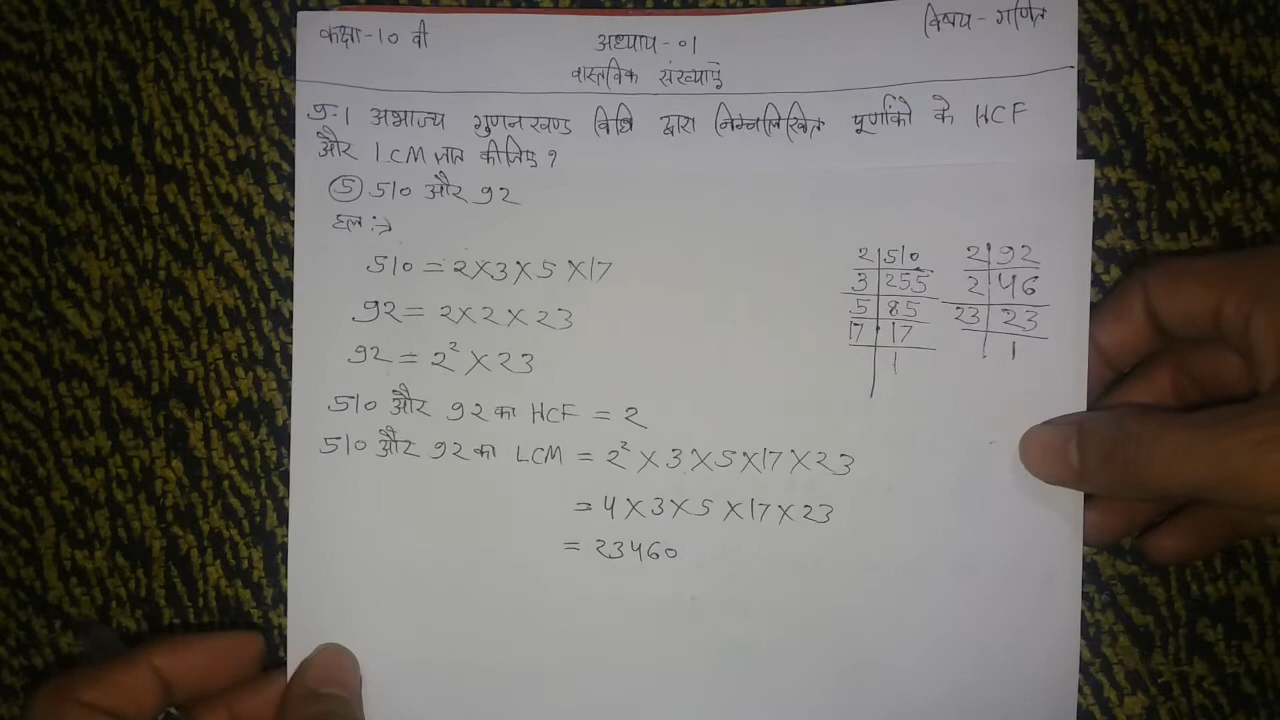 कक्षा-10 वी
अध्याय-01
विषय-गणित
वास्तविक संख्याऐ
प्र.1 अभाज्य गुणनखण्ड विधि द्वारा निम्नलिखित पूर्णांको के HCF
और LCM ज्ञात कीजिए ?
⑤ 510 और 92
हल :→
510 = 2×3×5×17
92 = 2×2×23
92 = 2²×23
510 और 92 का HCF = 2
510 और 92 का LCM = 2²×3×5×17×23
= 4×3×5×17×23
= 23460
2|510
3|255
5|85
17|17
|1
2|92
2|46
23|23
|1